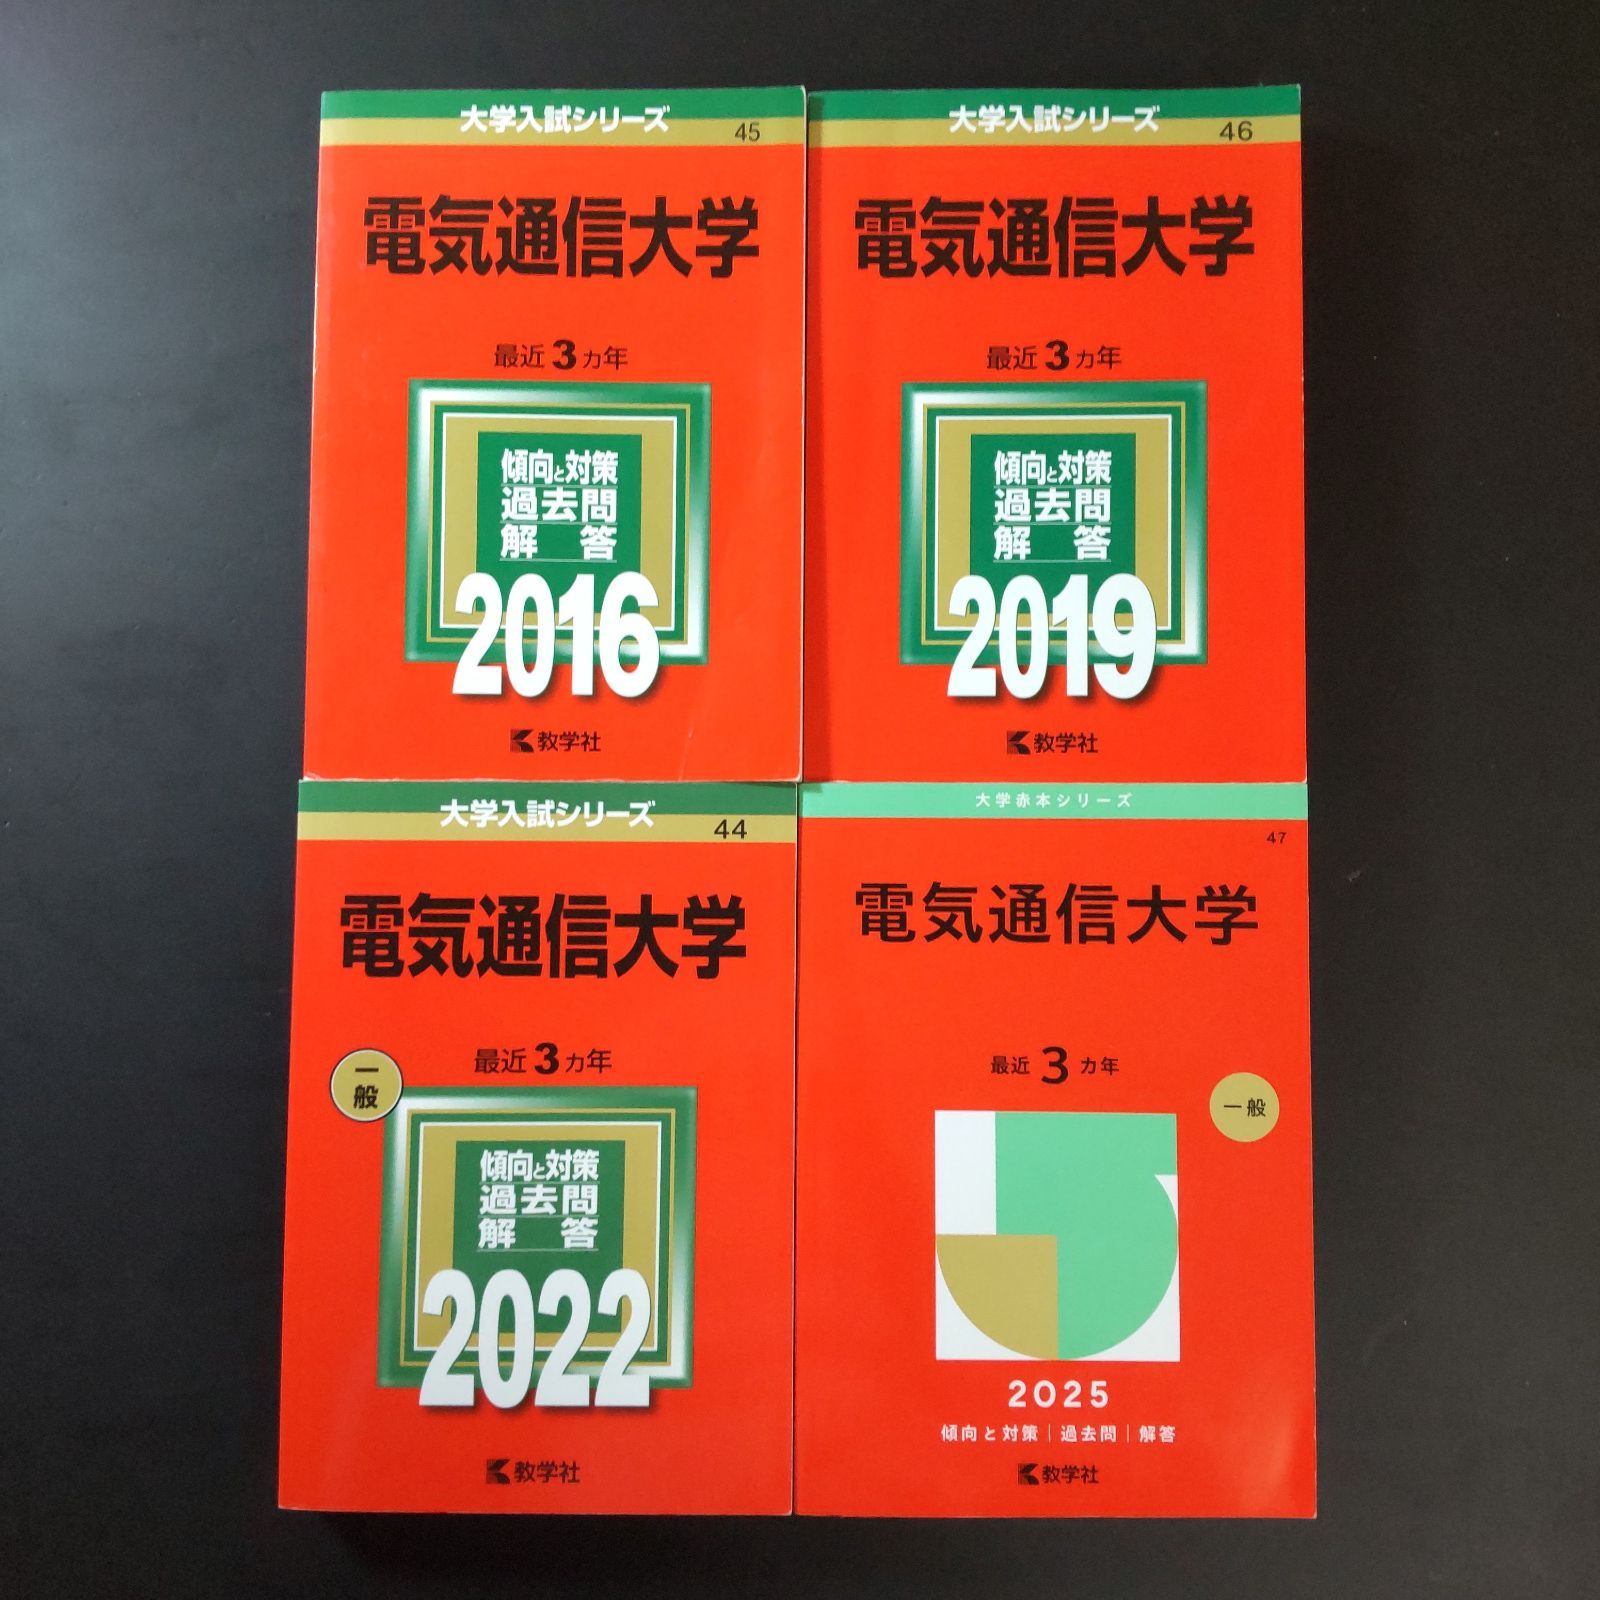 大学入試シリーズ
45
電気通信大学
最近3カ年
傾向と対策
過去問
解答
2016
教学社
大学入試シリーズ
46
電気通信大学
最近3カ年
傾向と対策
過去問
解答
2019
教学社
大学入試シリーズ
44
電気通信大学
最近3カ年
一般
傾向と対策
過去問
解答
2022
教学社
大学赤本シリーズ
47
電気通信大学
最近3カ年
一般
2025
傾向と対策｜過去問｜解答
教学社